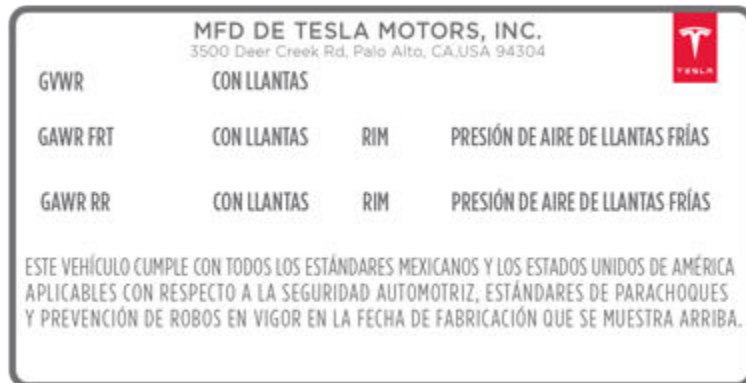 MFD DE TESLA MOTORS, INC.
3500 Deer Creek Rd, Palo Alto, CA,USA 94304
TESLA
GVWR CON LLANTAS
GAWR FRT CON LLANTAS RIM PRESIÓN DE AIRE DE LLANTAS FRÍAS
GAWR RR CON LLANTAS RIM PRESIÓN DE AIRE DE LLANTAS FRÍAS
ESTE VEHÍCULO CUMPLE CON TODOS LOS ESTÁNDARES MEXICANOS Y LOS ESTADOS UNIDOS DE AMÉRICA
APLICABLES CON RESPECTO A LA SEGURIDAD AUTOMOTRIZ, ESTÁNDARES DE PARACHOQUES
Y PREVENCIÓN DE ROBOS EN VIGOR EN LA FECHA DE FABRICACIÓN QUE SE MUESTRA ARRIBA.